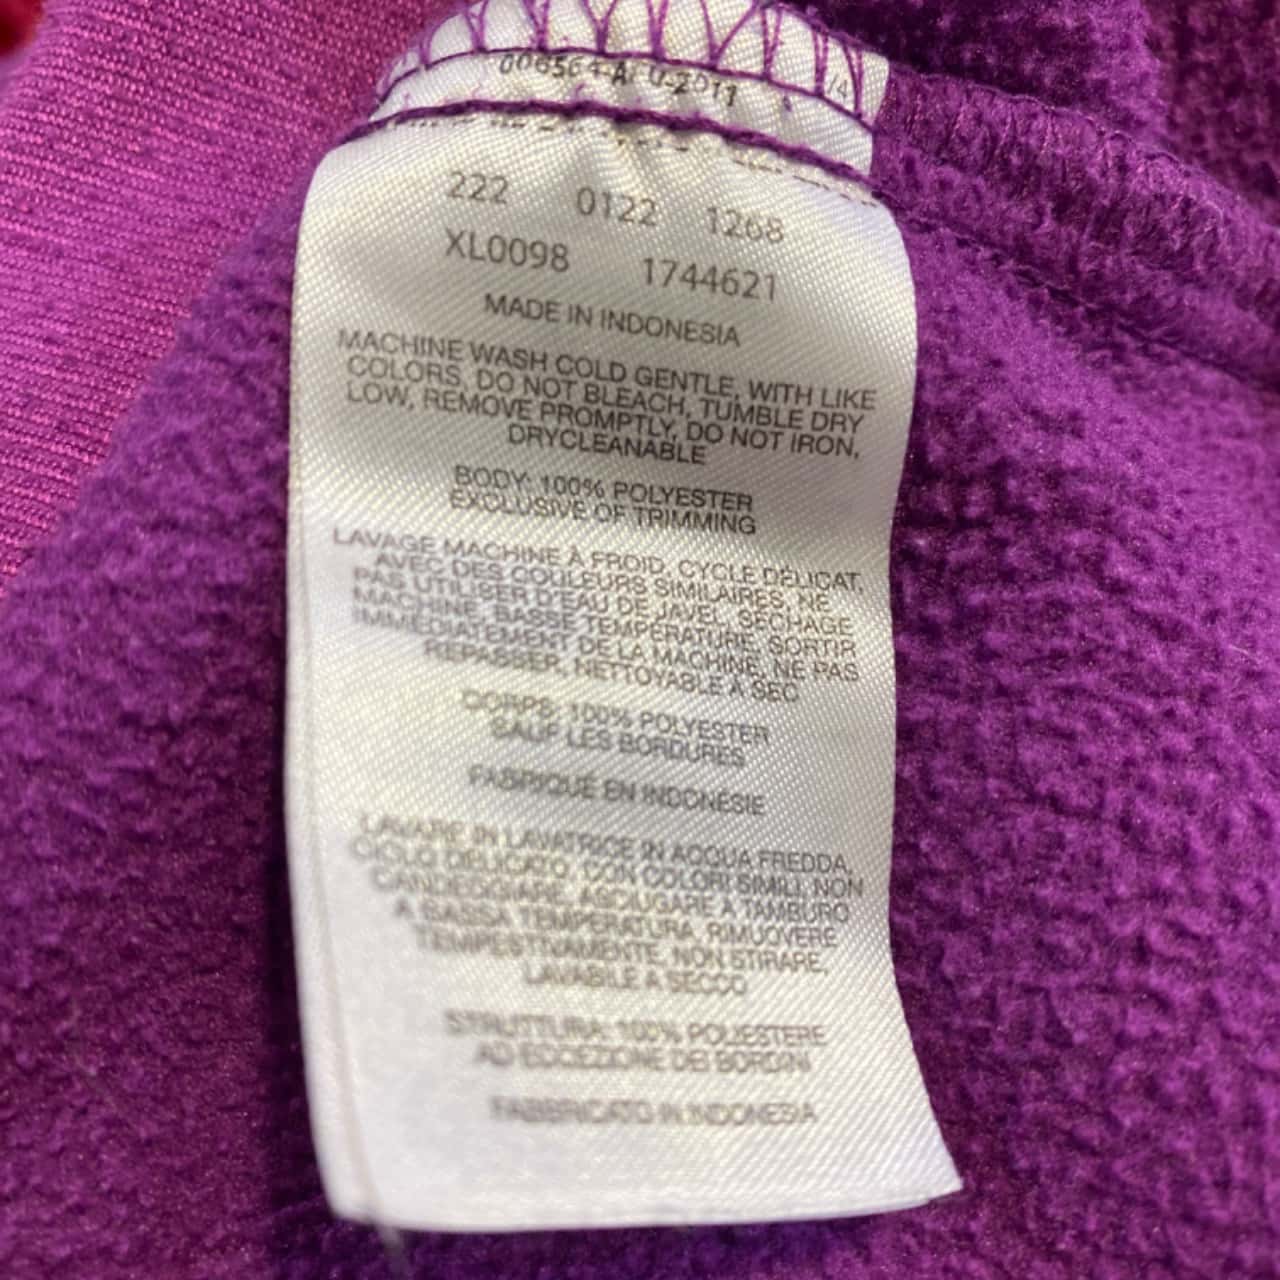 222 0122 1268
XL0098 1744621
MADE IN INDONESIA
MACHINE WASH COLD GENTLE, WITH LIKE
COLORS, DO NOT BLEACH, TUMBLE DRY
LOW, REMOVE PROMPTLY, DO NOT IRON,
DRYCLEANABLE
BODY: 100% POLYESTER
EXCLUSIVE OF TRIMMING
LAVAGE MACHINE À FROID, CYCLE DÉLICAT,
AVEC DES COULEURS SIMILAIRES, NE
PAS UTILISER D'EAU DE JAVEL, SÉCHAGE
MACHINE, BASSE TEMPÉRATURE, SORTIR
IMMÉDIATEMENT DE LA MACHINE, NE PAS
REPASSER, NETTOYABLE À SEC
CORPS: 100% POLYESTER
SAUF LES BORDURES
FABRIQUÉ EN INDONÉSIE
LAVARE IN LAVATRICE IN ACQUA FREDDA,
CICLO DELICATO, CON COLORI SIMILI, NON
CANDEGGIARE, ASCIUGARE A TAMBURO
A BASSA TEMPERATURA, RIMUOVERE
TEMPESTIVAMENTE, NON STIRARE,
LAVABILE A SECCO
STRUTTURA: 100% POLIESTERE
AD ECCEZIONE DEI BORDINI
FABBRICATO IN INDONESIA